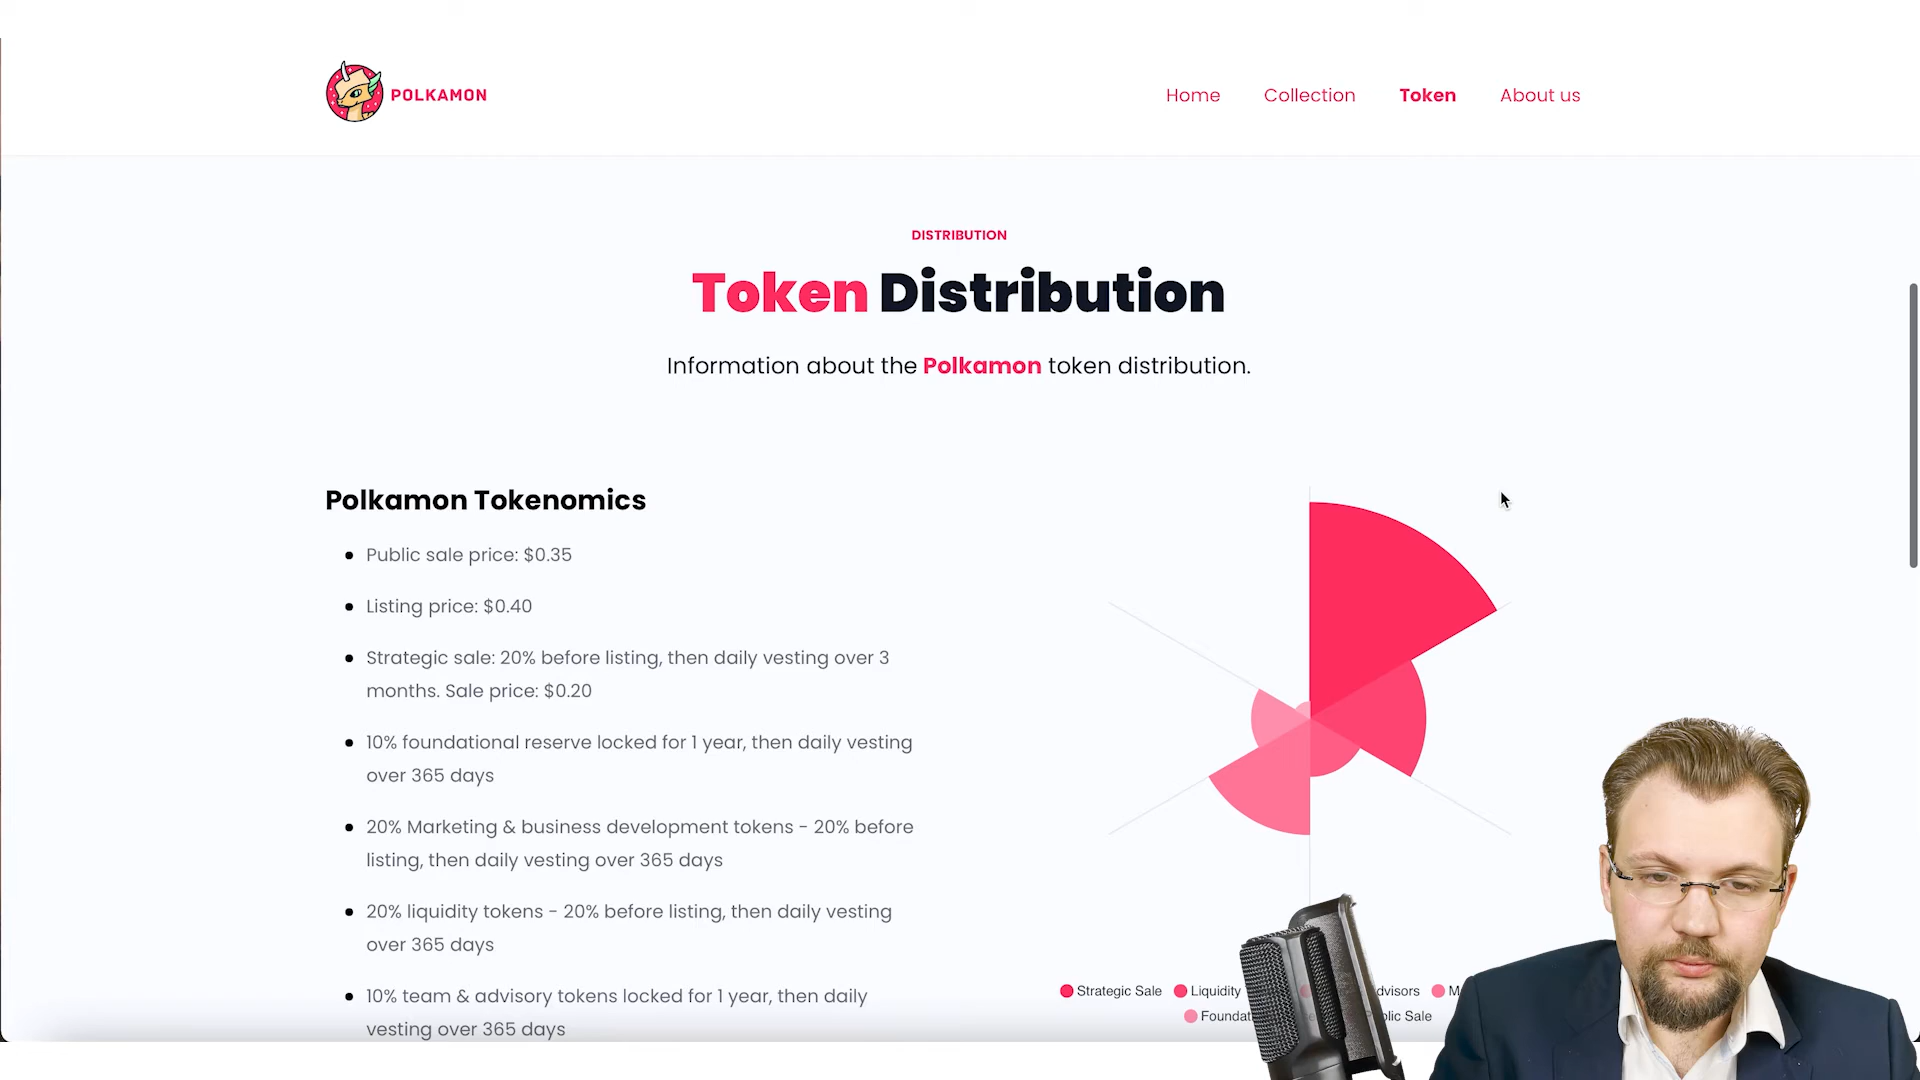 POLKAMON
Home Collection Token About us
DISTRIBUTION
Token Distribution
Information about the Polkamon token distribution.
Polkamon Tokenomics
Public sale price: $0.35
Listing price: $0.40
Strategic sale: 20% before listing, then daily vesting over 3
months. Sale price: $0.20
10% foundational reserve locked for 1 year, then daily vesting
over 365 days
20% Marketing & business development tokens - 20% before
listing, then daily vesting over 365 days
20% liquidity tokens - 20% before listing, then daily vesting
over 365 days
10% team & advisory tokens locked for 1 year, then daily
vesting over 365 days
Strategic Sale Liquidity
Sale